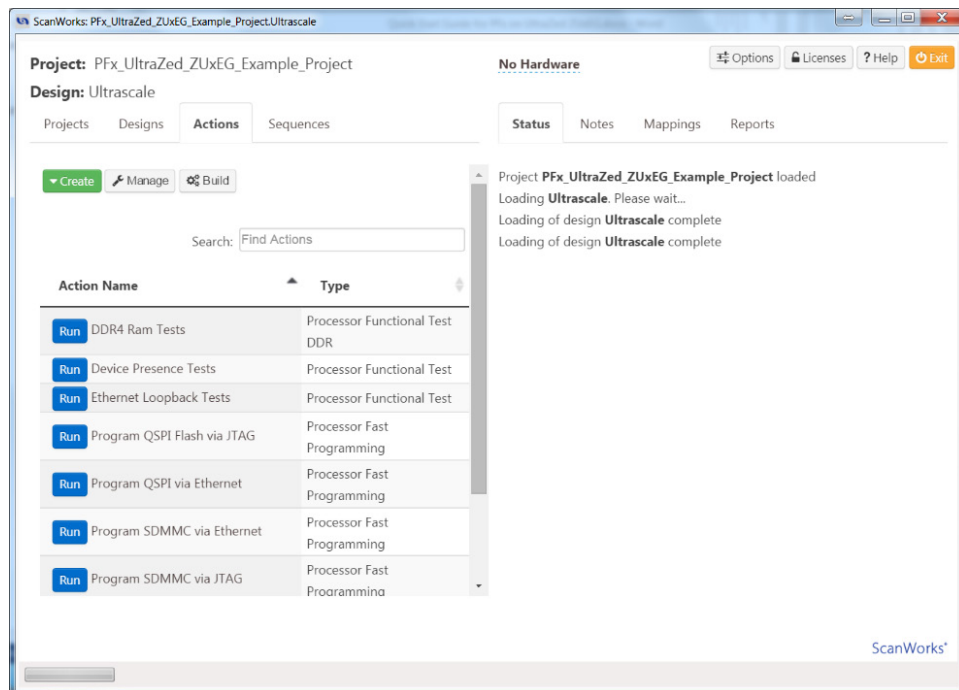 ScanWorks: PFx_UltraZed_ZUxEG_Example_Project.Ultrascale
Project: PFx_UltraZed_ZUxEG_Example_Project
No Hardware
Options
Licenses
? Help
Exit
Design: Ultrascale
Projects
Designs
Actions
Sequences
Status
Notes
Mappings
Reports
Create
Manage
Build
Search:
Find Actions
Action Name
Type
Run
DDR4 Ram Tests
Processor Functional Test
DDR
Run
Device Presence Tests
Processor Functional Test
Run
Ethernet Loopback Tests
Processor Functional Test
Run
Program QSPI Flash via JTAG
Processor Fast
Programming
Run
Program QSPI via Ethernet
Processor Fast
Programming
Run
Program SDMMC via Ethernet
Processor Fast
Programming
Run
Program SDMMC via JTAG
Processor Fast
Programming
Project PFx_UltraZed_ZUxEG_Example_Project loaded
Loading Ultrascale. Please wait...
Loading of design Ultrascale complete
Loading of design Ultrascale complete
ScanWorks®